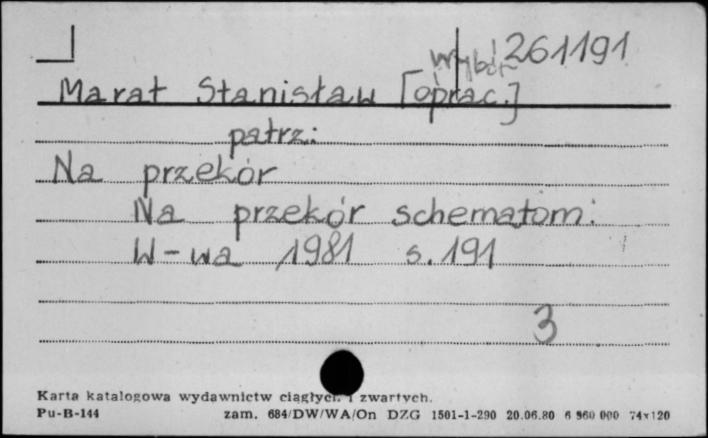 wybór 261191
Marat Stanisław [oprac.]
patrz:
Na przekór
Na przekór schematom:
W-wa 1981 s. 191
3
Karta katalogowa wydawnictw ciągłych i zwartych.
Pu-B-144 zam. 684/DW/WA/On DZG 1501-1-290 20.06.80 6 960 000 74x120